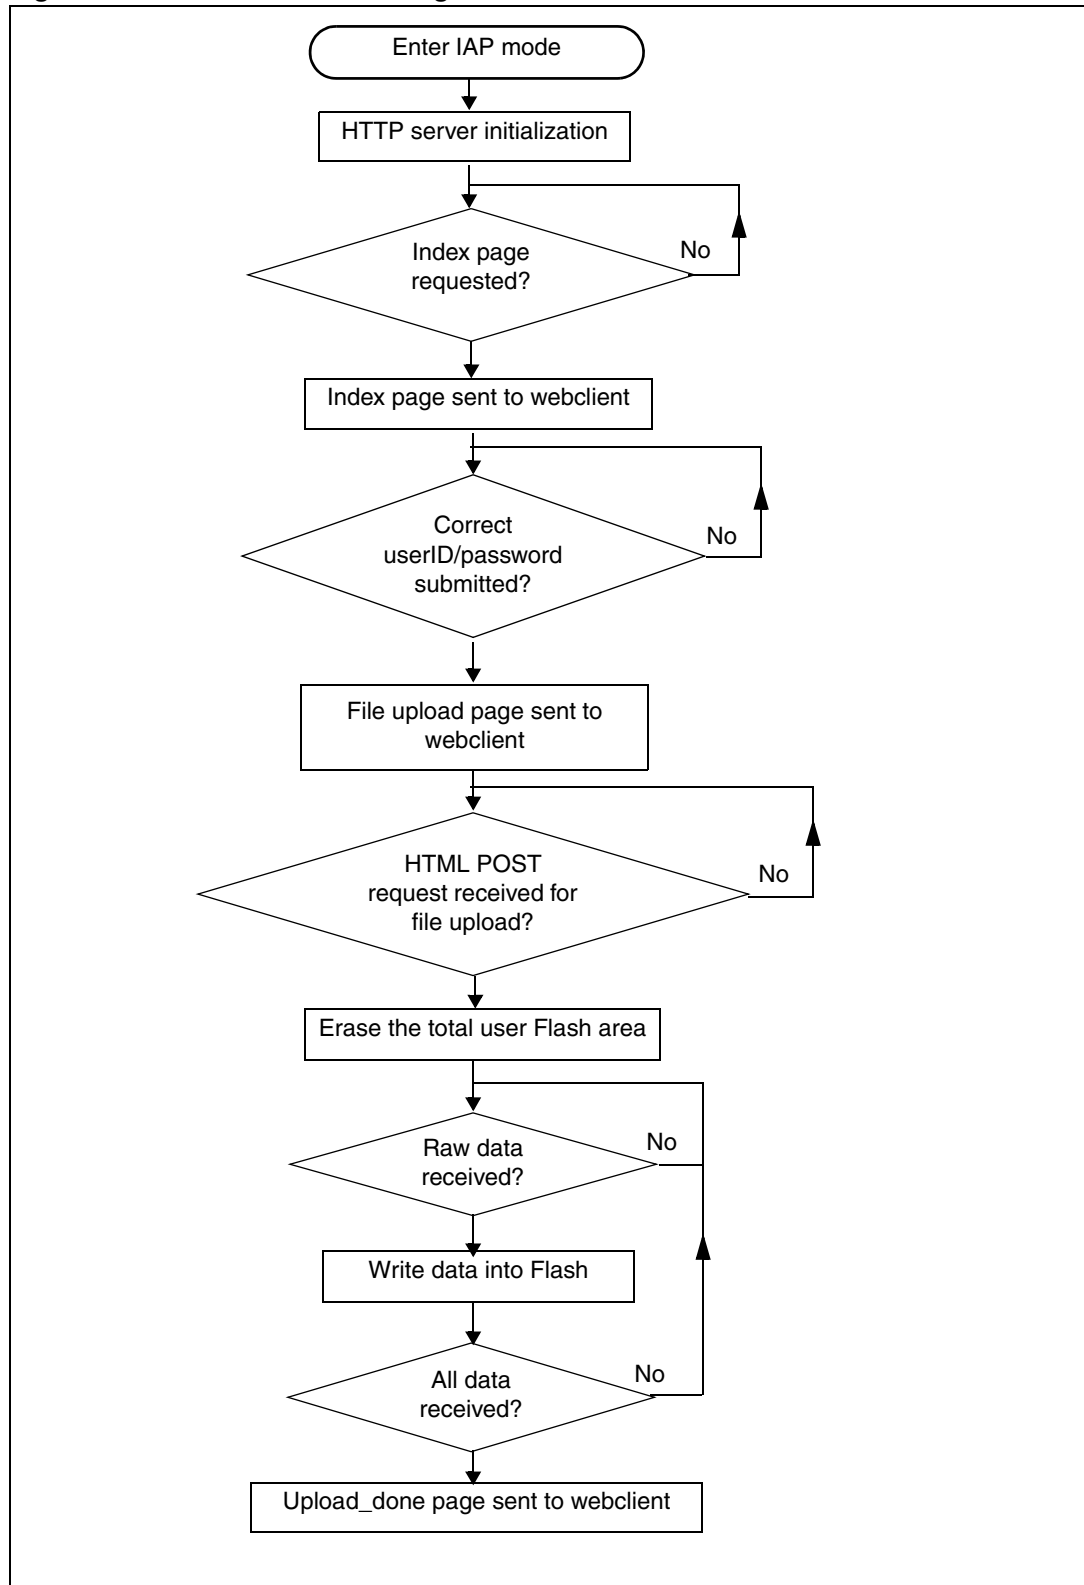 Enter IAP mode
HTTP server initialization
Index page
requested?
No
Index page sent to webclient
Correct
userID/password
submitted?
No
File upload page sent to
webclient
HTML POST
request received for
file upload?
No
Erase the total user Flash area
Raw data
received?
No
Write data into Flash
All data
received?
No
Upload_done page sent to webclient